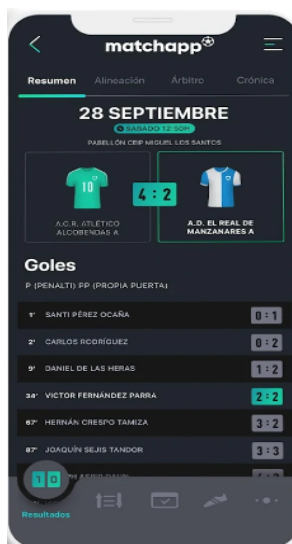 matchapp
Resumen Alineación Árbitro Crónica
28 SEPTIEMBRE
SÁBADO 12:50H
PABELLÓN CEIP MIGUEL LOS SANTOS
10
4 : 2
A.C.R. ATLÉTICO
ALCOBENDAS A
A.D. EL REAL DE
MANZANARES A
Goles
P (PENALTI) PP (PROPIA PUERTA)
1' SANTI PÉREZ OCAÑA 0 : 1
2' CARLOS RODRÍGUEZ 0 : 2
9' DANIEL DE LAS HERAS 1 : 2
34' VICTOR FERNÁNDEZ PARRA 2 : 2
67' HERNÁN CRESPO TAMIZA 3 : 2
87' JOAQUÍN SEJIS TANDOR 3 : 3
1 0
Resultados